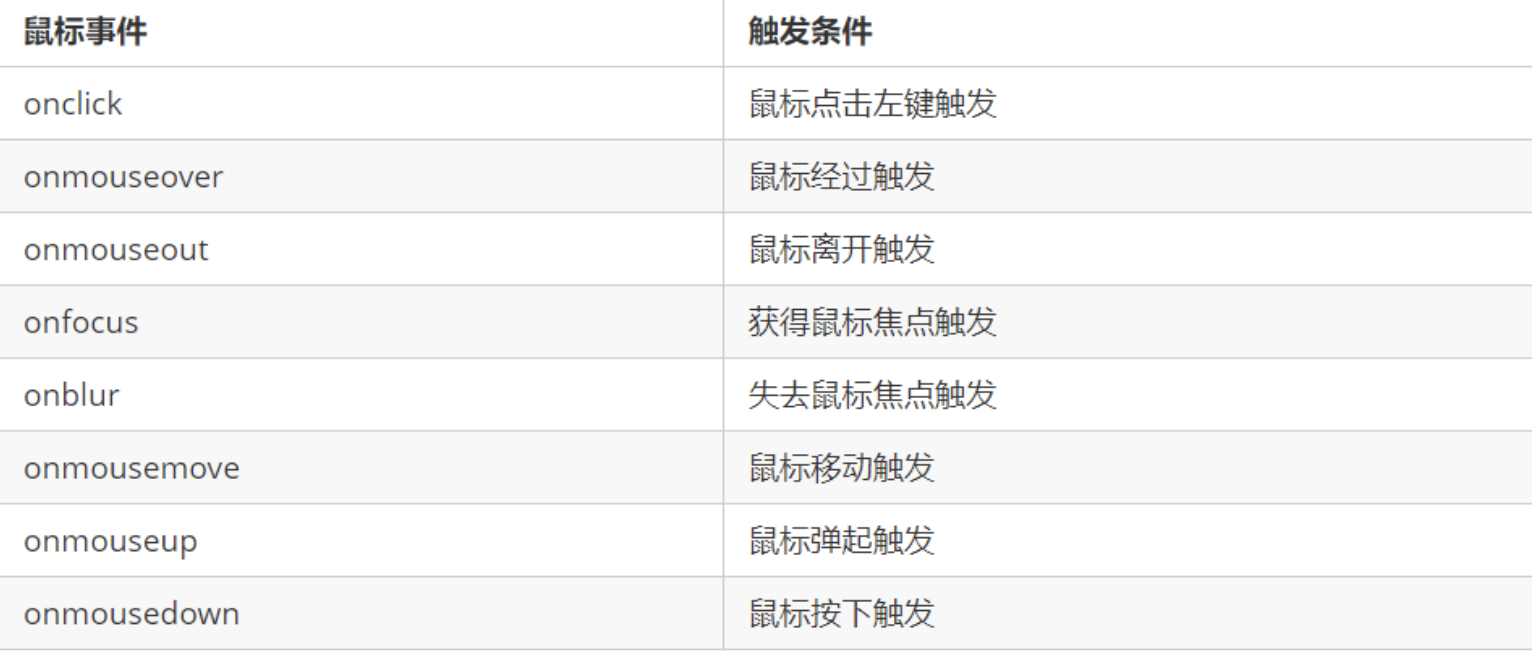 鼠标事件 触发条件
onclick 鼠标点击左键触发
onmouseover 鼠标经过触发
onmouseout 鼠标离开触发
onfocus 获得鼠标焦点触发
onblur 失去鼠标焦点触发
onmousemove 鼠标移动触发
onmouseup 鼠标弹起触发
onmousedown 鼠标按下触发